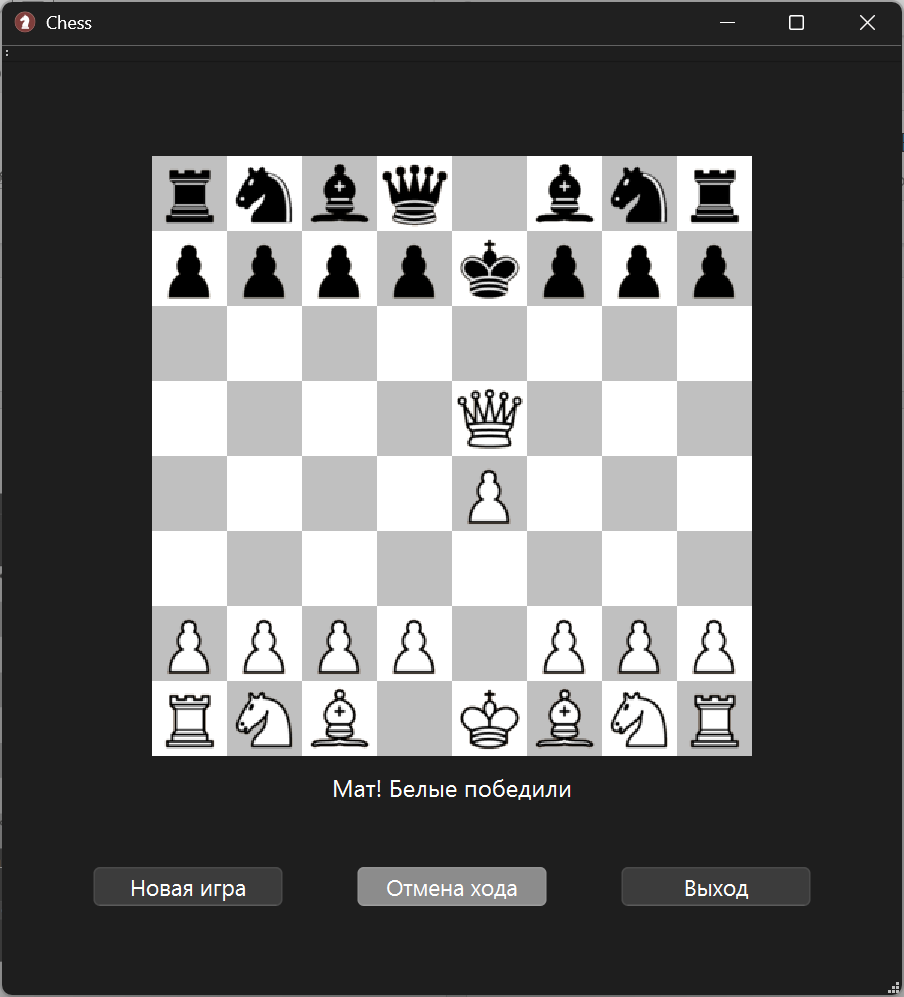 Chess
Мат! Белые победили
Новая игра
Отмена хода
Выход